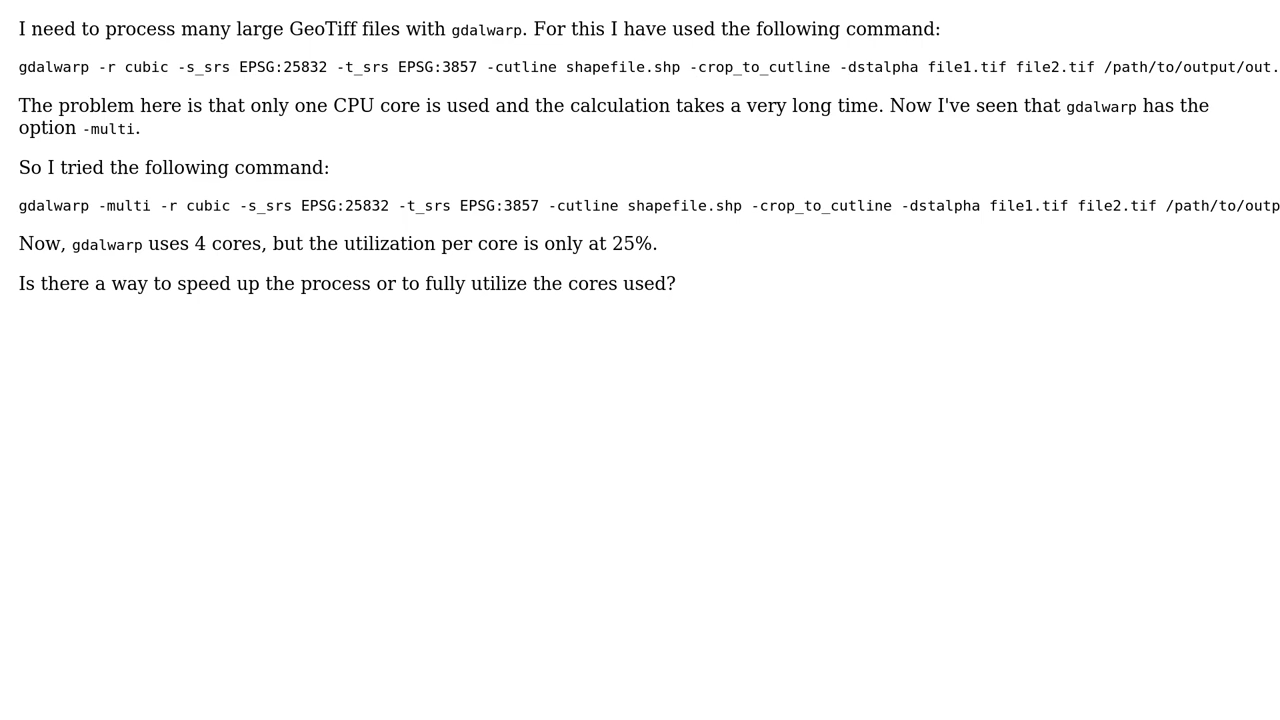 I need to process many large GeoTiff files with gdalwarp. For this I have used the following command:
gdalwarp -r cubic -s_srs EPSG:25832 -t_srs EPSG:3857 -cutline shapefile.shp -crop_to_cutline -dstalpha file1.tif file2.tif /path/to/output/out.
The problem here is that only one CPU core is used and the calculation takes a very long time. Now I've seen that gdalwarp has the
option -multi.
So I tried the following command:
gdalwarp -multi -r cubic -s_srs EPSG:25832 -t_srs EPSG:3857 -cutline shapefile.shp -crop_to_cutline -dstalpha file1.tif file2.tif /path/to/outp
Now, gdalwarp uses 4 cores, but the utilization per core is only at 25%.
Is there a way to speed up the process or to fully utilize the cores used?